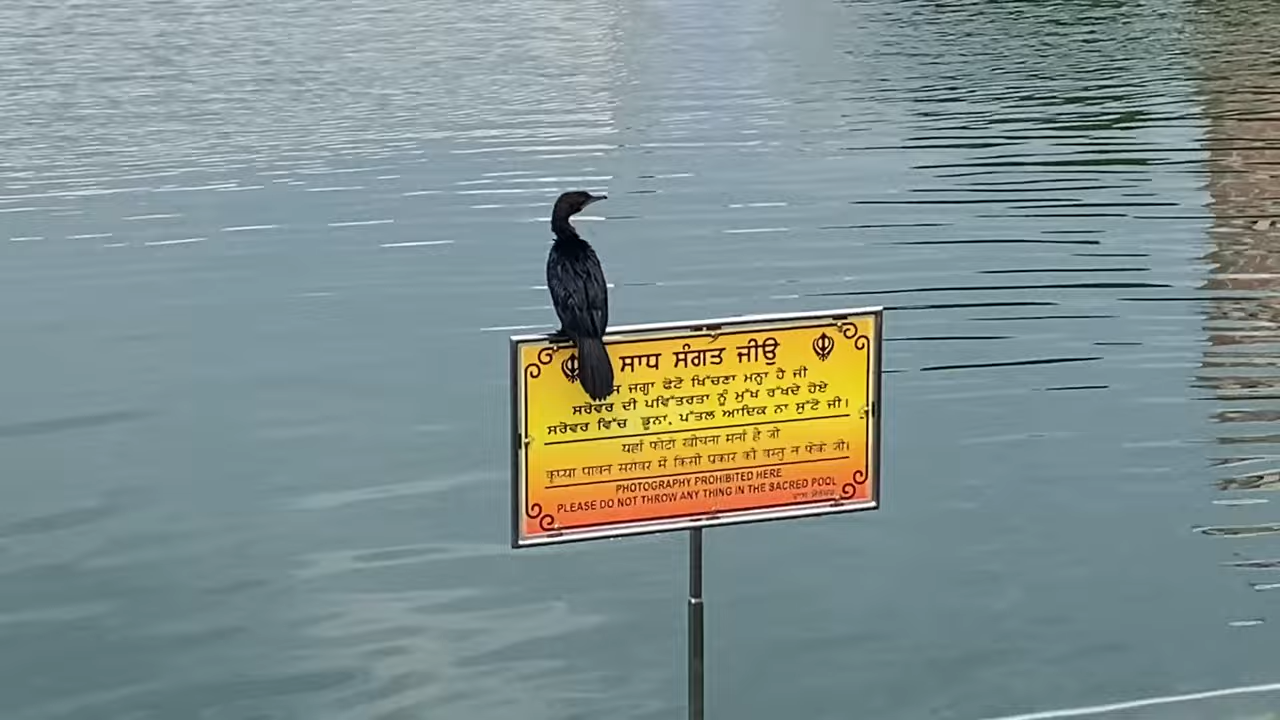 ਸਾਧ ਸੰਗਤ ਜੀਉ
ਜਗ੍ਹਾ ਫੋਟੋ ਖਿੱਚਣਾ ਮਨ੍ਹਾ ਹੈ ਜੀ
ਸਰੋਵਰ ਦੀ ਪਵਿੱਤਰਤਾ ਨੂੰ ਮੁੱਖ ਰੱਖਦੇ ਹੋਏ
ਸਰੋਵਰ ਵਿੱਚ ਡੂਨਾ, ਪੱਤਲ ਆਦਿਕ ਨਾ ਸੁੱਟੋ ਜੀ।
यहाँ फोटो खींचना मना है जी
कृप्या पावन सरोवर में किसी प्रकार की वस्तु न फेंके जी।
PHOTOGRAPHY PROHIBITED HERE
PLEASE DO NOT THROW ANY THING IN THE SACRED POOL